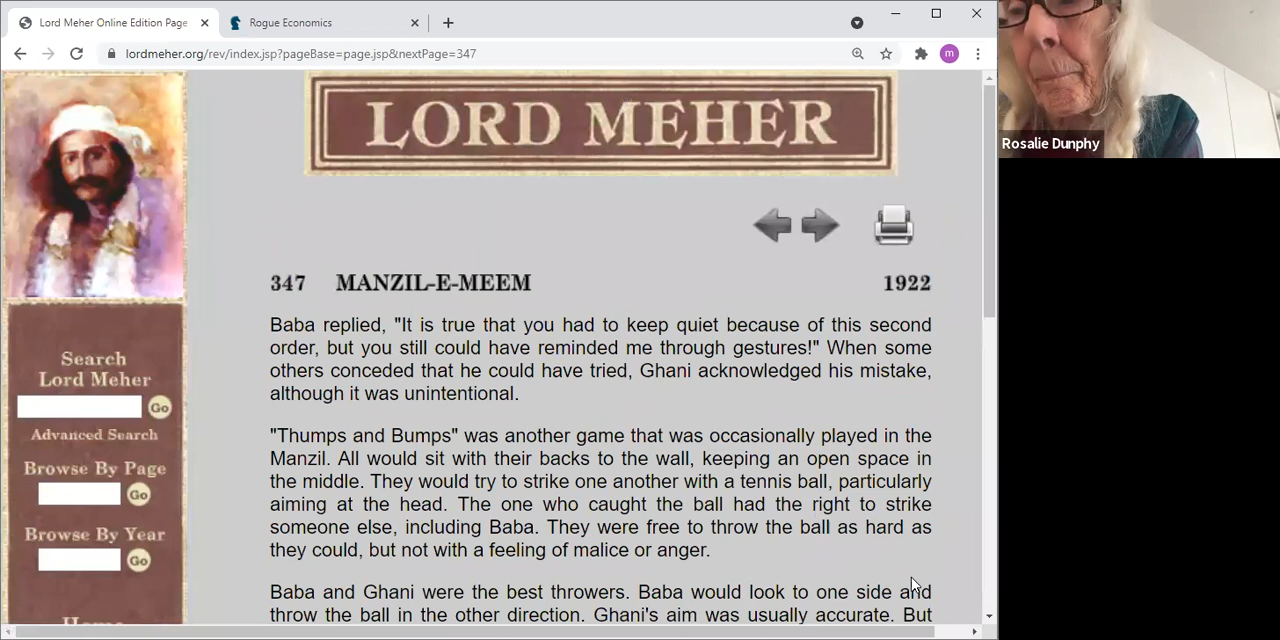 Lord Meher Online Edition Page
Rogue Economics
lordmeher.org/rev/index.jsp?pageBase=page.jsp&nextPage=347
m
LORD MEHER
347 MANZIL-E-MEEM 1922
Baba replied, "It is true that you had to keep quiet because of this second
order, but you still could have reminded me through gestures!" When some
others conceded that he could have tried, Ghani acknowledged his mistake,
although it was unintentional.
"Thumps and Bumps" was another game that was occasionally played in the
Manzil. All would sit with their backs to the wall, keeping an open space in
the middle. They would try to strike one another with a tennis ball, particularly
aiming at the head. The one who caught the ball had the right to strike
someone else, including Baba. They were free to throw the ball as hard as
they could, but not with a feeling of malice or anger.
Baba and Ghani were the best throwers. Baba would look to one side and
throw the ball in the other direction. Ghani's aim was usually accurate. But
Search
Lord Meher
Go
Advanced Search
Browse By Page
Go
Browse By Year
Go
Home
Rosalie Dunphy